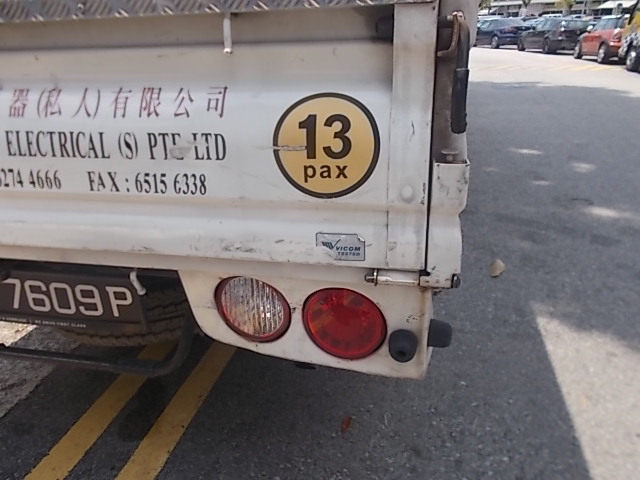 器(私人)有限公司
ELECTRICAL (S) PTE LTD
6274 4666 FAX : 6515 6338
13
pax
VICOM
TESTED
7609P